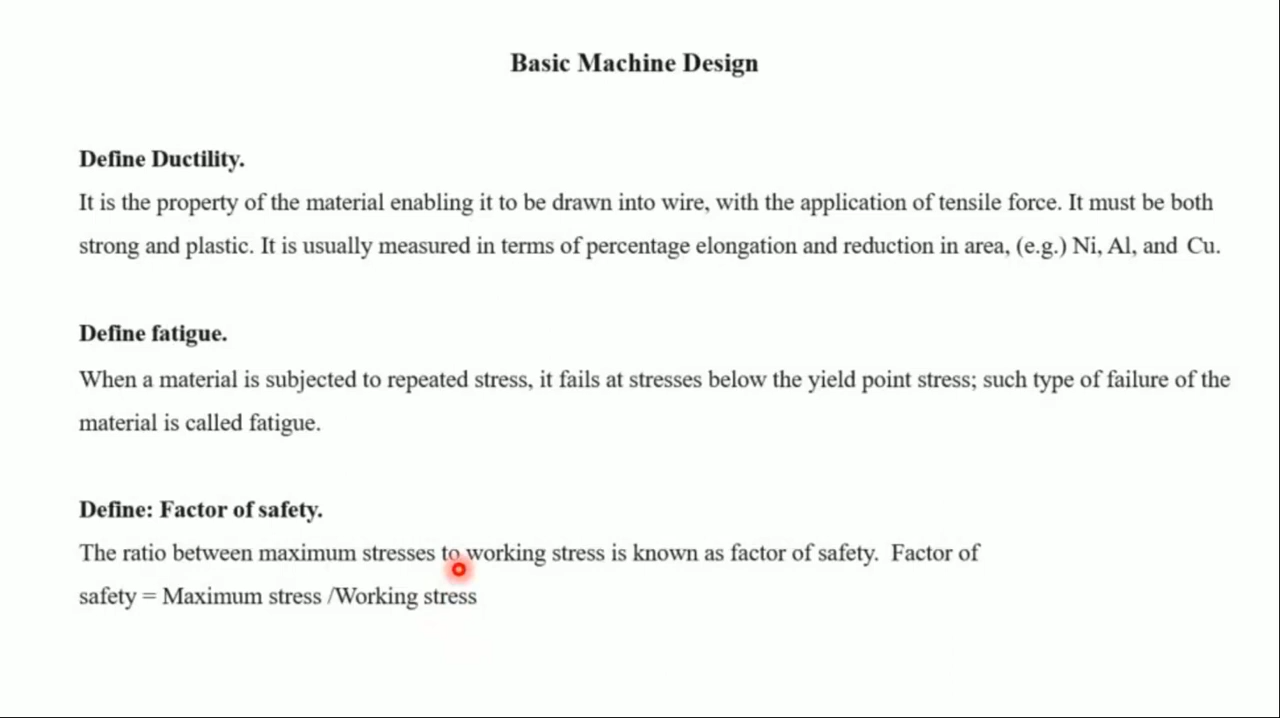 Basic Machine Design
Define Ductility.
It is the property of the material enabling it to be drawn into wire, with the application of tensile force. It must be both
strong and plastic. It is usually measured in terms of percentage elongation and reduction in area, (e.g.) Ni, Al, and Cu.
Define fatigue.
When a material is subjected to repeated stress, it fails at stresses below the yield point stress; such type of failure of the
material is called fatigue.
Define: Factor of safety.
The ratio between maximum stresses to working stress is known as factor of safety. Factor of
safety = Maximum stress /Working stress